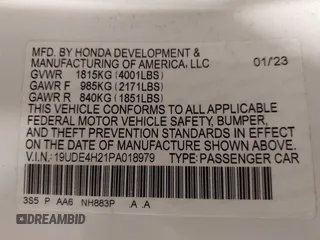 MFD. BY HONDA DEVELOPMENT &
MANUFACTURING OF AMERICA, LLC
GVWR 1815KG (4001LBS) 01/23
GAWR F 985KG (2171LBS)
GAWR R 840KG (1851LBS)
THIS VEHICLE CONFORMS TO ALL APPLICABLE
FEDERAL MOTOR VEHICLE SAFETY, BUMPER,
AND THEFT PREVENTION STANDARDS IN EFFECT
ON THE DATE OF MANUFACTURE SHOWN ABOVE.
V.I.N.: 19UDE4H21PA018979 TYPE: PASSENGER CAR
3S5 P AA6 NH883P .A .A
DREAMBID.COM